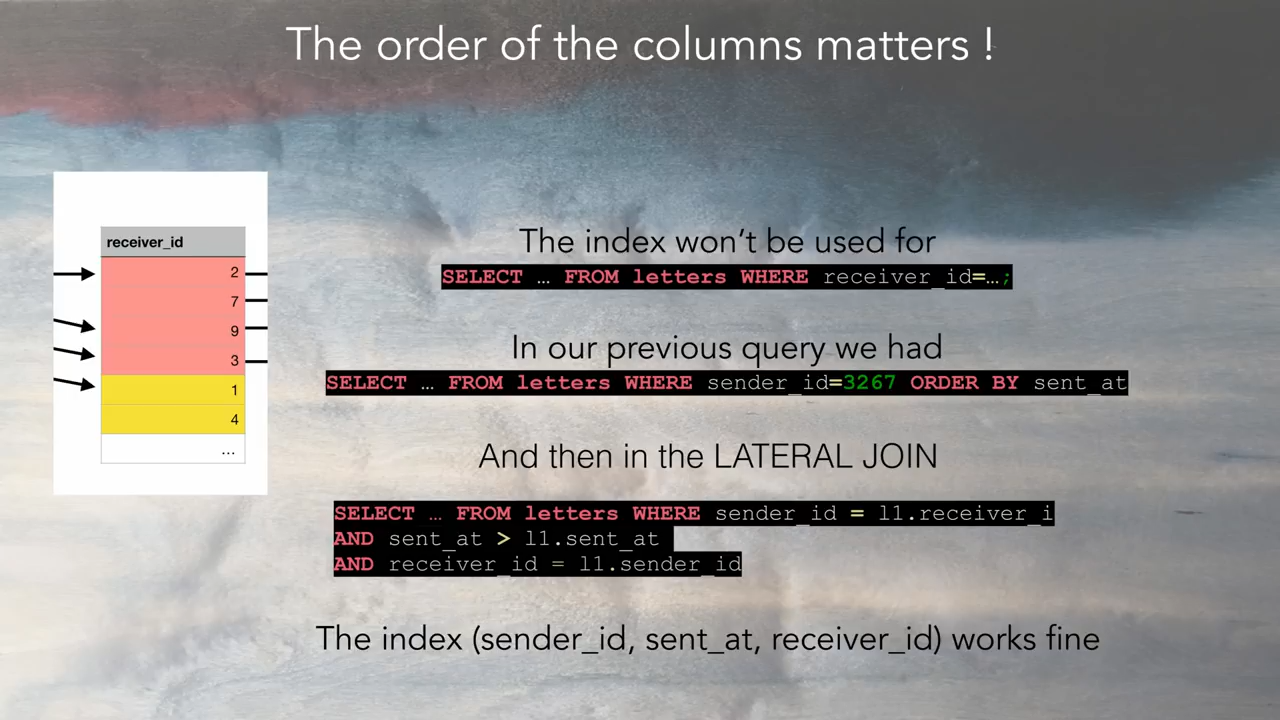 The order of the columns matters !
receiver_id
2
7
9
3
1
4
...
The index won't be used for
SELECT … FROM letters WHERE receiver_id=…;
In our previous query we had
SELECT … FROM letters WHERE sender_id=3267 ORDER BY sent_at
And then in the LATERAL JOIN
SELECT … FROM letters WHERE sender_id = l1.receiver_i
AND sent_at > l1.sent_at
AND receiver_id = l1.sender_id
The index (sender_id, sent_at, receiver_id) works fine